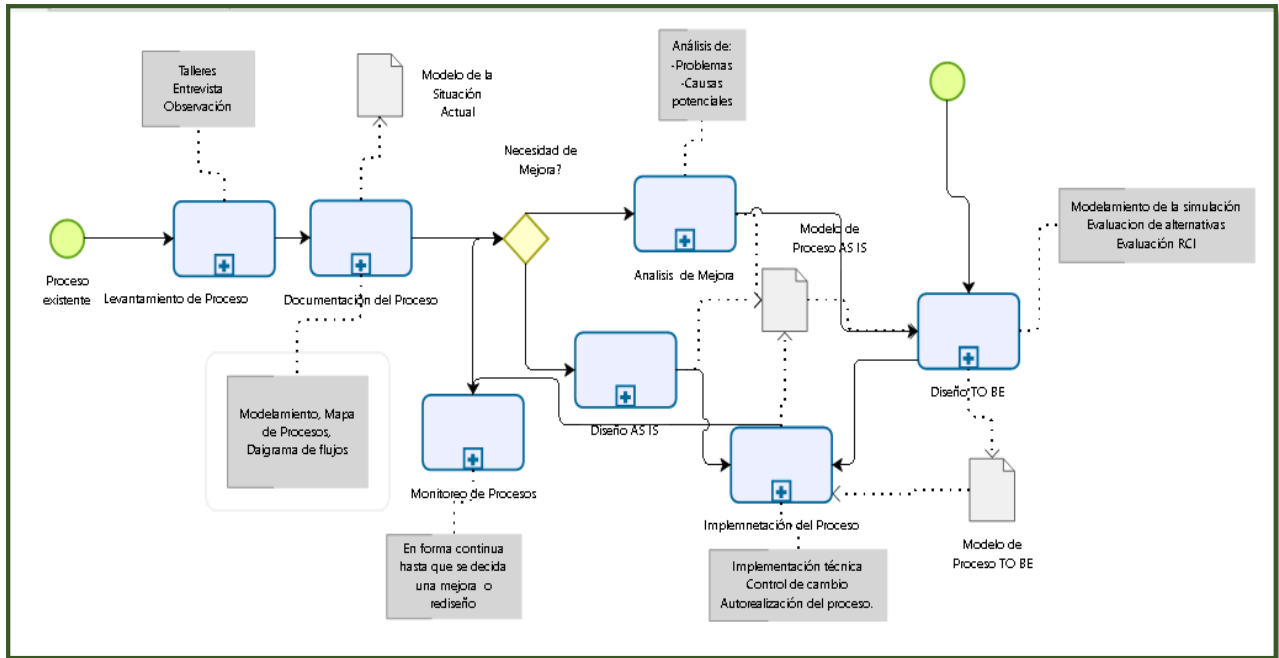 Talleres
Entrevista
Observación
Modelo de la
Situación
Actual
Análisis de:
-Problemas
-Causas
potenciales
Necesidad de
Mejora?
Modelamiento de la simulación
Evaluacion de alternativas
Evaluación RCI
Modelo de
Proceso AS IS
Proceso
existente
Levantamiento de Proceso
Documentación del Proceso
Analisis de Mejora
Modelamiento, Mapa
de Procesos,
Daigrama de flujos
Diseño AS IS
Diseño TO BE
Monitoreo de Procesos
Implemnetación del Proceso
En forma continua
hasta que se decida
una mejora o
rediseño
Implementación técnica
Control de cambio
Autorealización del proceso.
Modelo de
Proceso TO BE